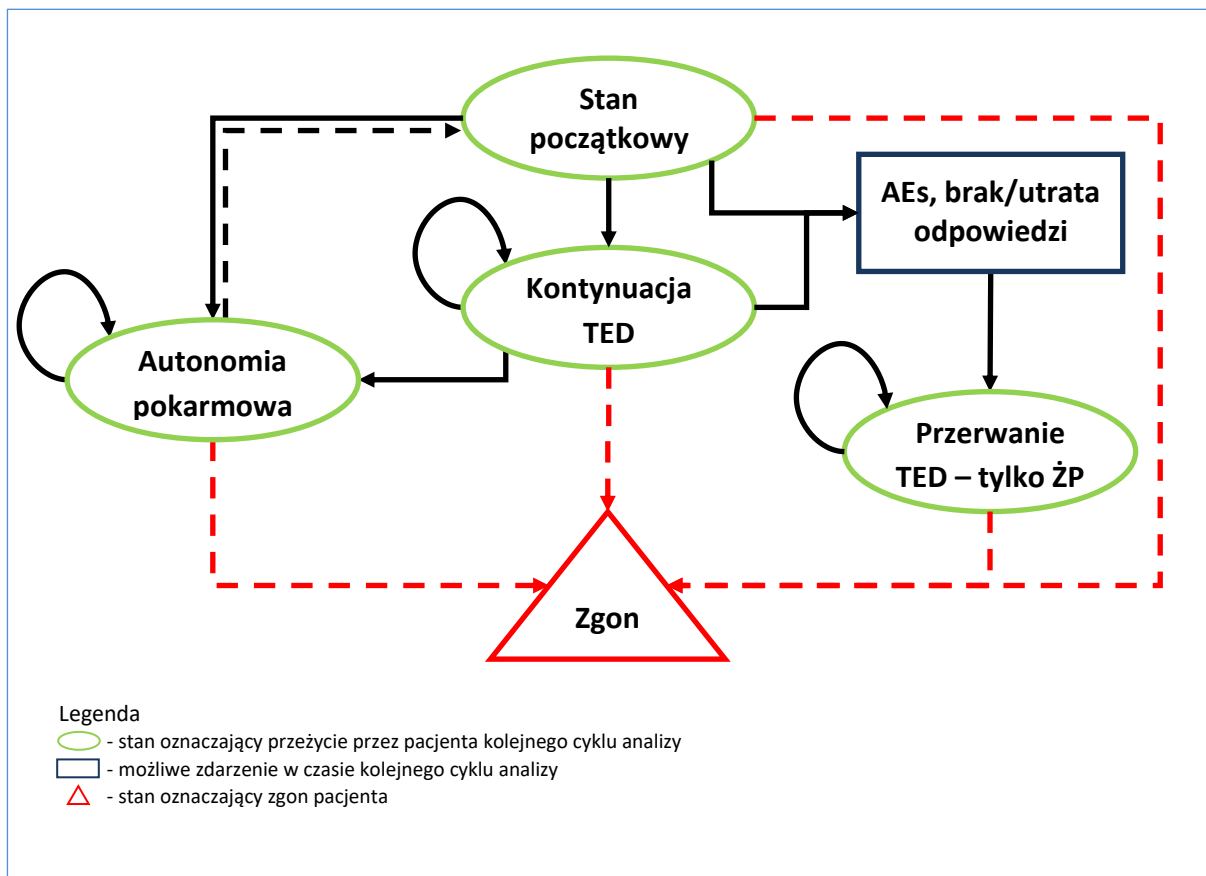 Stan
początkowy
AEs, brak/utrata
odpowiedzi
Kontynuacja
TED
Autonomia
pokarmowa
Przerwanie
TED – tylko ŻP
Zgon
Legenda
- stan oznaczający przeżycie przez pacjenta kolejnego cyklu analizy
- możliwe zdarzenie w czasie kolejnego cyklu analizy
- stan oznaczający zgon pacjenta